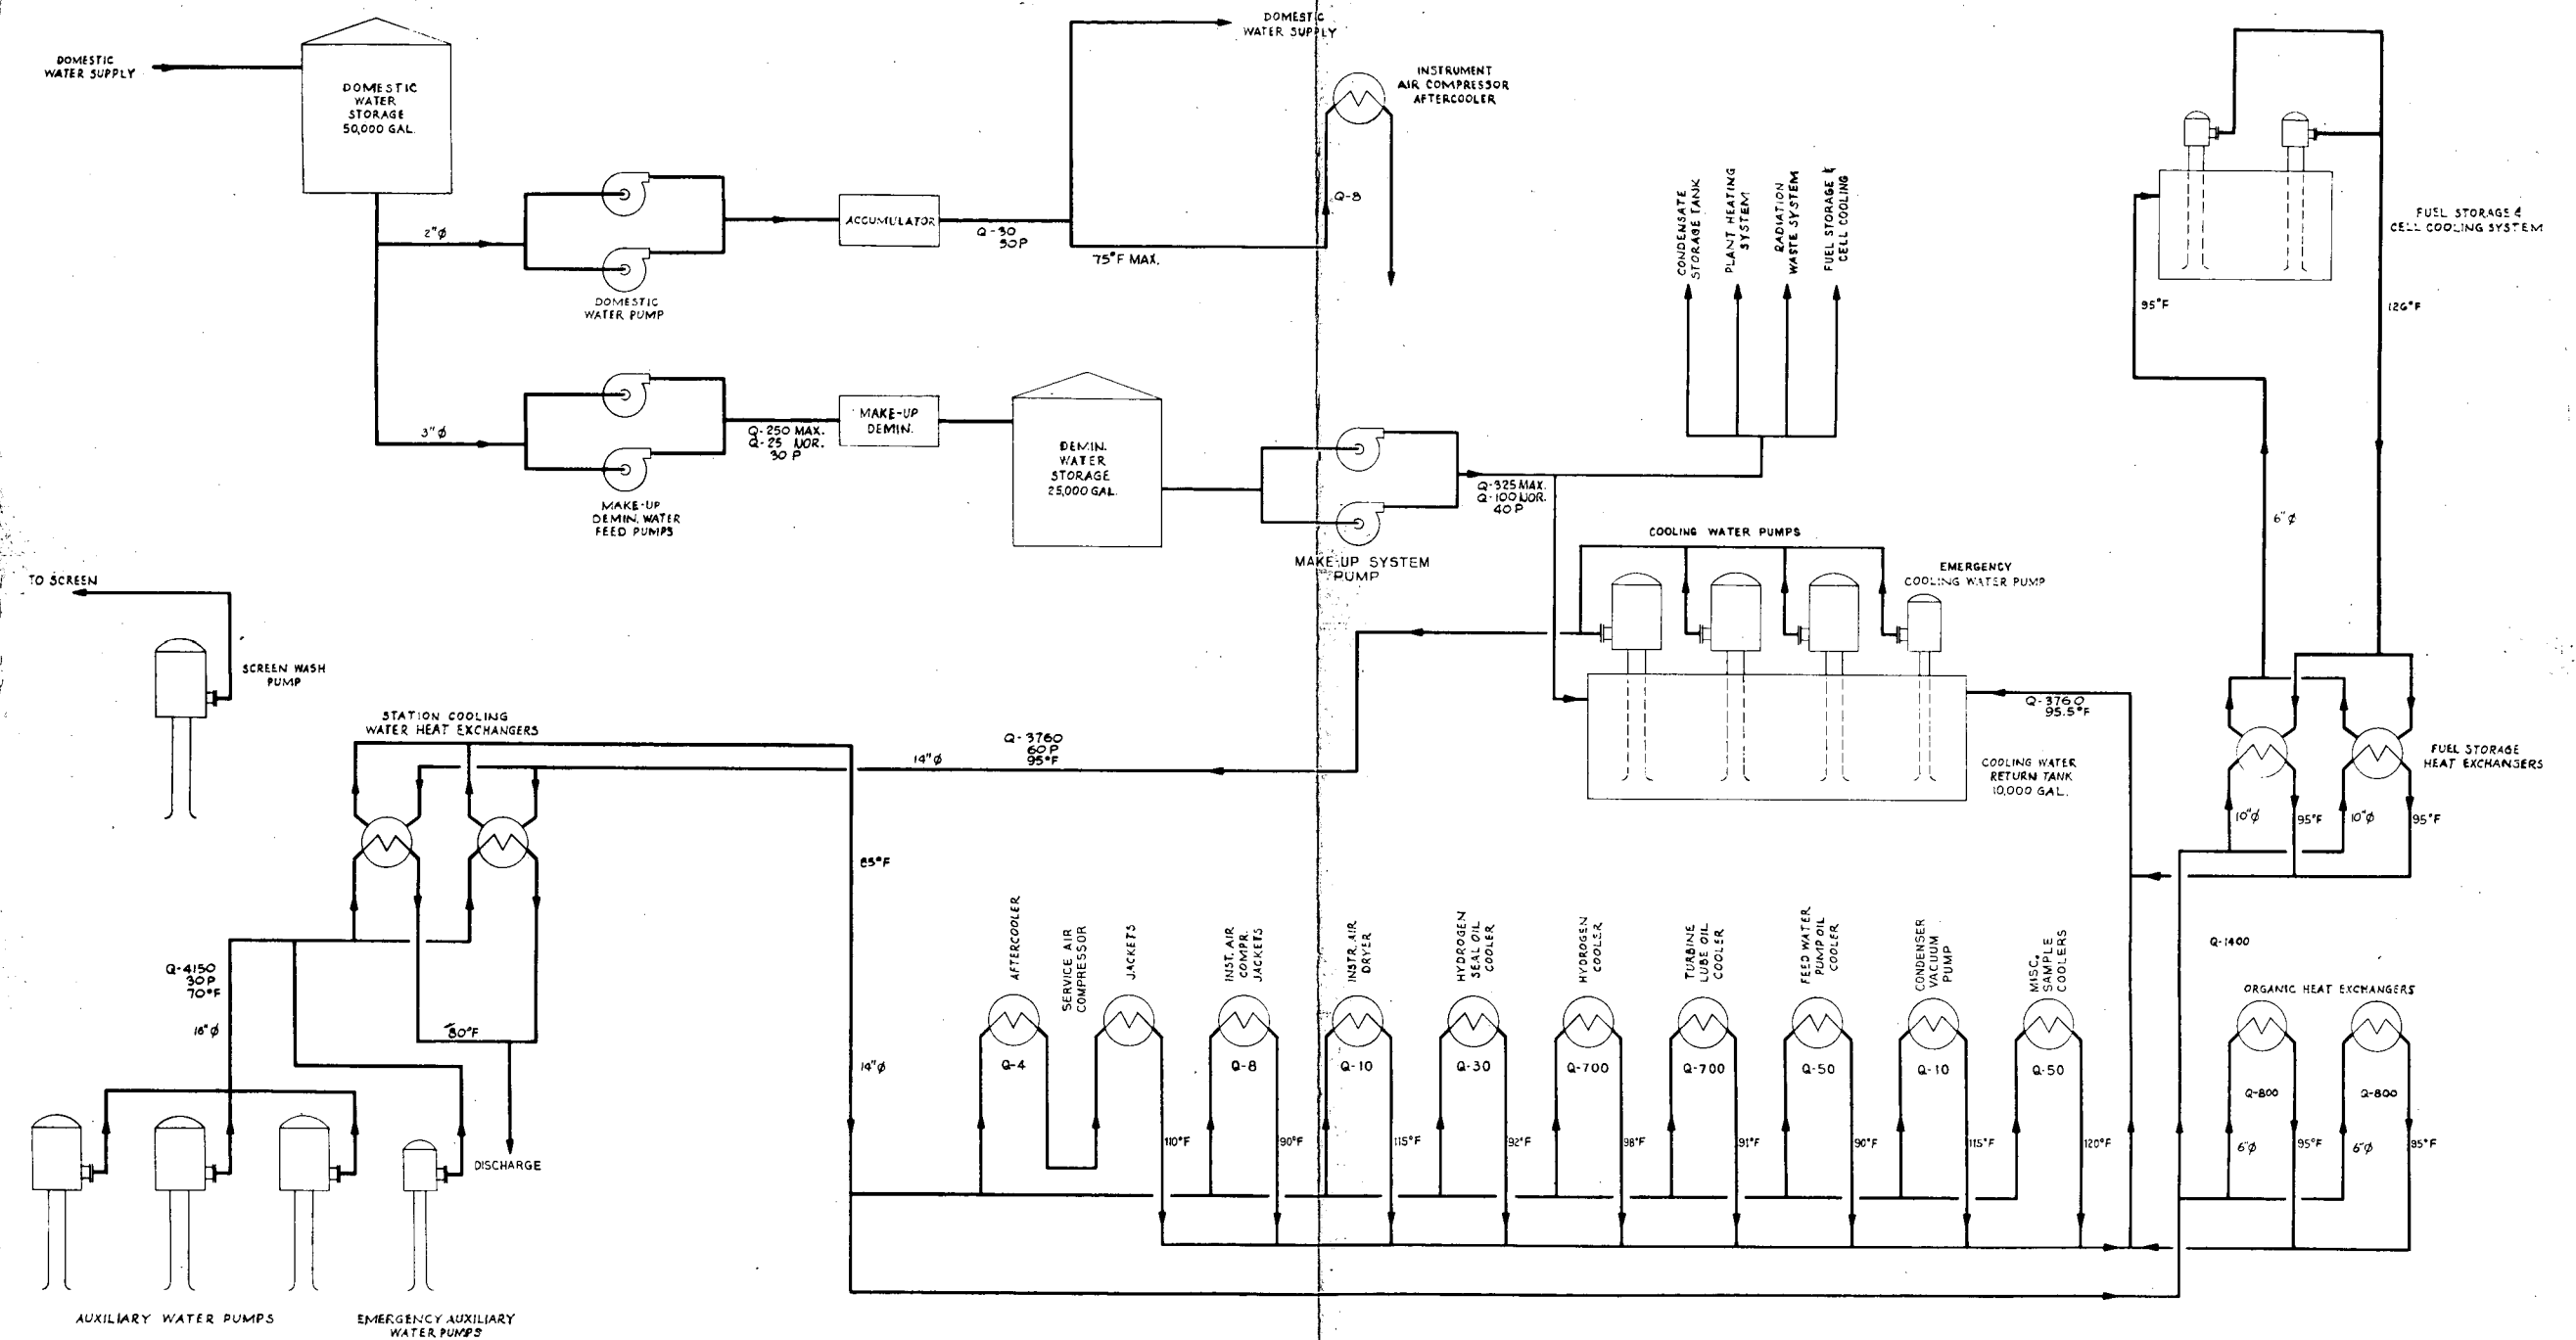 DOMESTIC
WATER SUPPLY
DOMESTIC
WATER
STORAGE
50,000 GAL.
DOMESTIC
WATER SUPPLY
INSTRUMENT
AIR COMPRESSOR
AFTERCOOLER
Q-8
2"φ
DOMESTIC
WATER PUMP
ACCUMULATOR
Q-30
50P
75°F MAX.
CONDENSATE
STORAGE TANK
PLANT HEATING
SYSTEM
RADIATION
WASTE SYSTEM
FUEL STORAGE &
CELL COOLING
FUEL STORAGE &
CELL COOLING SYSTEM
95°F
126°F
6"φ
3"φ
MAKE-UP
DEMIN. WATER
FEED PUMPS
Q-250 MAX.
Q-25 NOR.
30 P
MAKE-UP
DEMIN.
DEMIN.
WATER
STORAGE
25,000 GAL.
MAKE-UP SYSTEM
PUMP
Q-325 MAX.
Q-100 NOR.
40 P
COOLING WATER PUMPS
EMERGENCY
COOLING WATER PUMP
TO SCREEN
SCREEN WASH
PUMP
STATION COOLING
WATER HEAT EXCHANGERS
14"φ
Q-3760
60P
95°F
Q-3760
95.5°F
COOLING WATER
RETURN TANK
10,000 GAL.
FUEL STORAGE
HEAT EXCHANGERS
10"φ
95°F
10"φ
95°F
85°F
Q-4150
30P
70°F
16"φ
80°F
DISCHARGE
14"φ
AFTERCOOLER
SERVICE AIR
COMPRESSOR
JACKETS
INST. AIR
COMPR.
JACKETS
INSTR. AIR
DRYER
HYDROGEN
SEAL OIL
COOLER
HYDROGEN
COOLER
TURBINE
LUBE OIL
COOLER
FEED WATER
PUMP OIL
COOLER
CONDENSER
VACUUM
PUMP
MISC.
SAMPLE
COOLERS
Q-4
Q-8
Q-10
Q-30
Q-700
Q-700
Q-50
Q-10
Q-50
110°F
90°F
115°F
92°F
98°F
91°F
90°F
115°F
120°F
Q-1400
ORGANIC HEAT EXCHANGERS
Q-800
Q-800
6"φ
95°F
6"φ
95°F
AUXILIARY WATER PUMPS
EMERGENCY AUXILIARY
WATER PUMPS